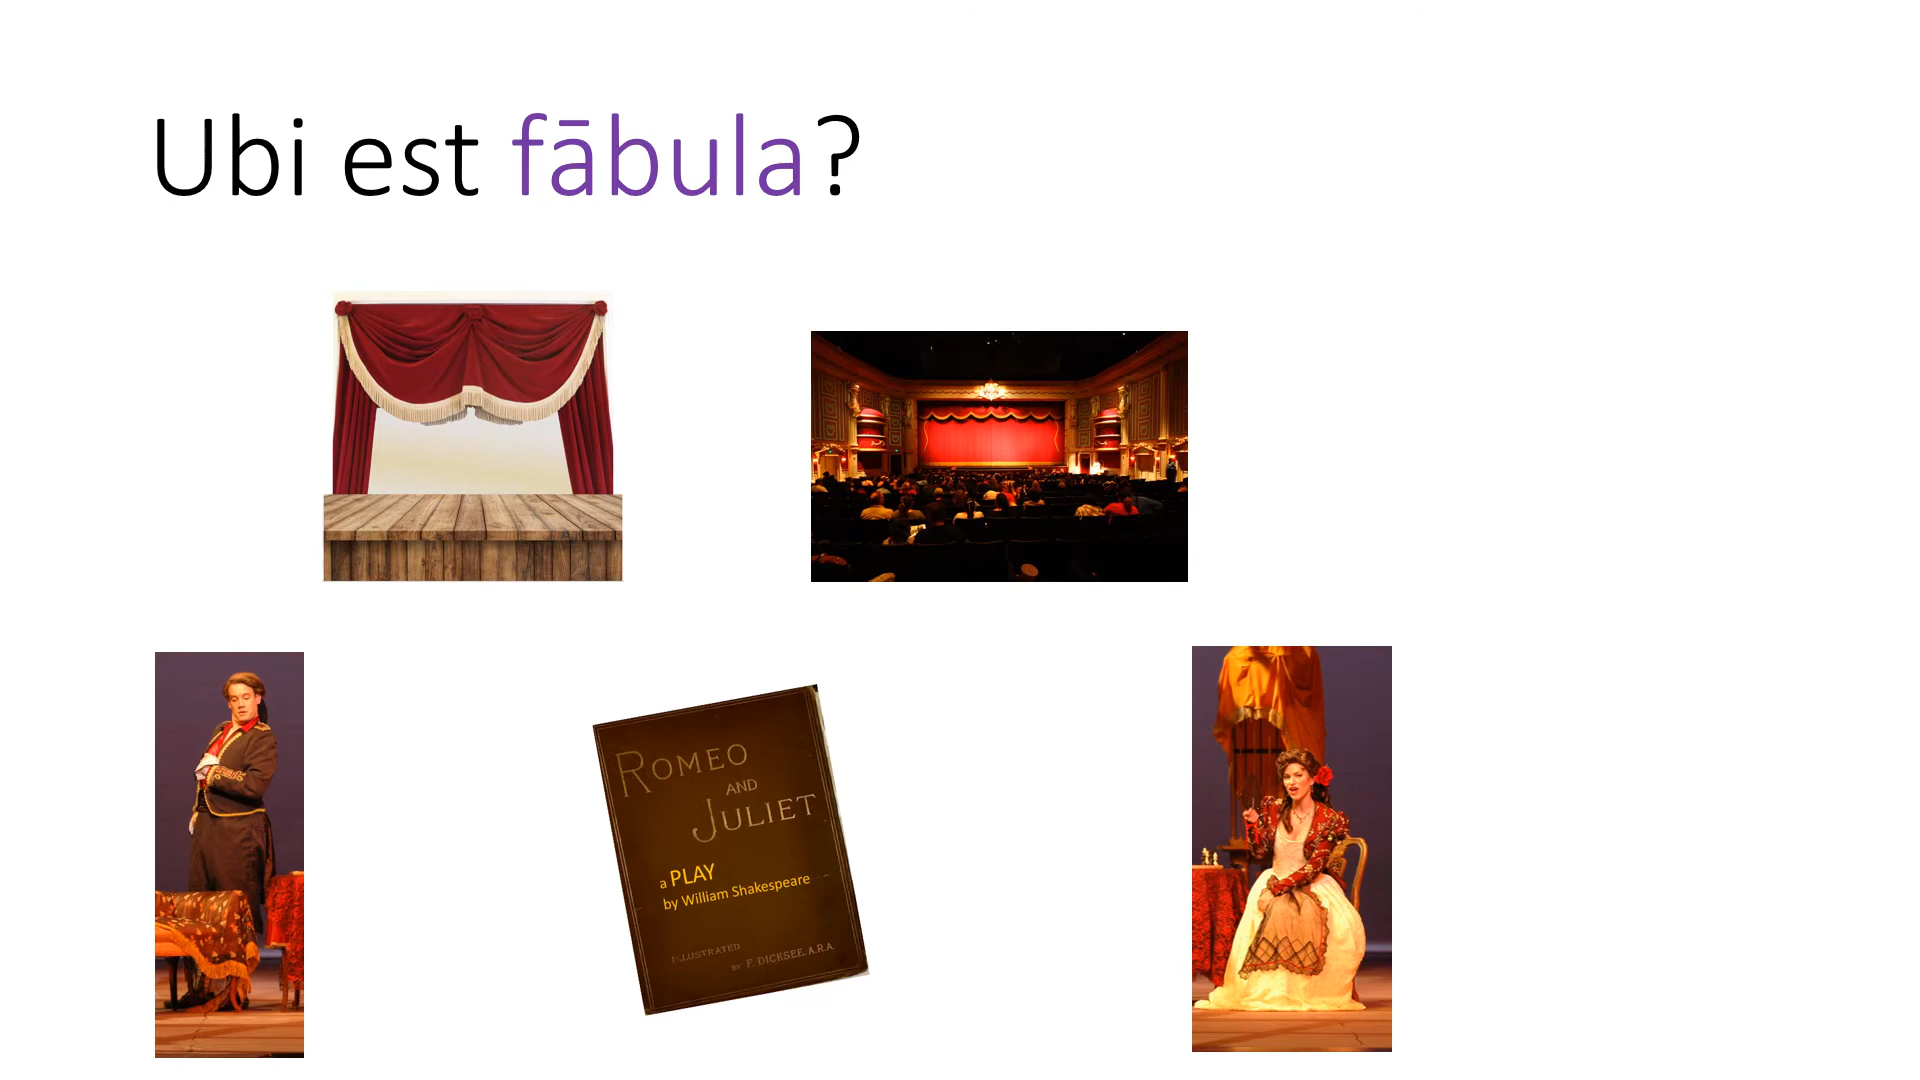 Ubi est fābula?
ROMEO
AND
JULIET
a PLAY
by William Shakespeare
ILLUSTRATED
BY F. DICKSEE, A.R.A.